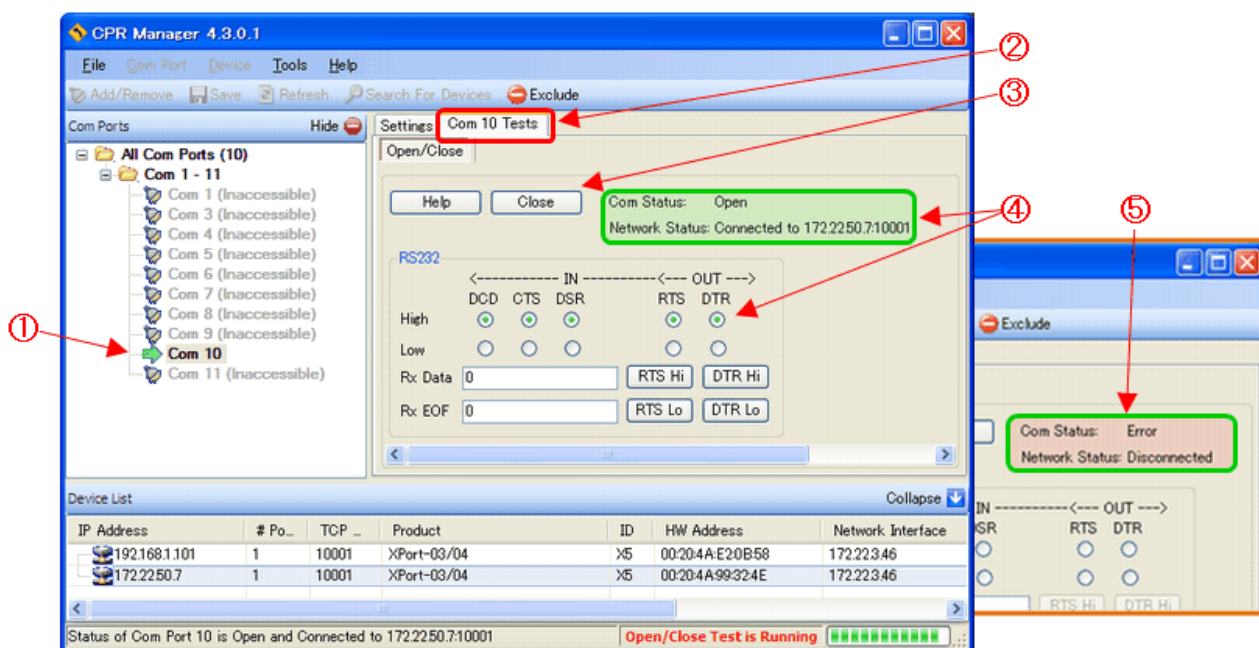 CPR Manager 4.3.0.1
File Com Port Device Tools Help
Add/Remove Save Refresh Search For Devices Exclude
Com Ports Hide
All Com Ports (10)
Com 1 - 11
Com 1 (Inaccessible)
Com 3 (Inaccessible)
Com 4 (Inaccessible)
Com 5 (Inaccessible)
Com 6 (Inaccessible)
Com 7 (Inaccessible)
Com 8 (Inaccessible)
Com 9 (Inaccessible)
Com 10
Com 11 (Inaccessible)
①
Settings Com 10 Tests
②
Open/Close
③
Help Close
Com Status: Open
Network Status: Connected to 172.22.50.7:10001
④
RS232
<----------- IN ----------<--- OUT --->
DCD CTS DSR RTS DTR
High
Low
Rx Data 0 RTS Hi DTR Hi
Rx EOF 0 RTS Lo DTR Lo
Device List Collapse
IP Address # Po... TCP ... Product ID HW Address Network Interface
192.168.1.101 1 10001 XPort-03/04 X5 00:20:4A:E2:0B:58 172.22.3.46
172.22.50.7 1 10001 XPort-03/04 X5 00:20:4A:99:32:4E 172.22.3.46
Status of Com Port 10 is Open and Connected to 172.22.50.7:10001 Open/Close Test is Running
⑤
Exclude
Com Status: Error
Network Status: Disconnected
IN ----------<--- OUT --->
SR RTS DTR
RTS Hi DTR Hi